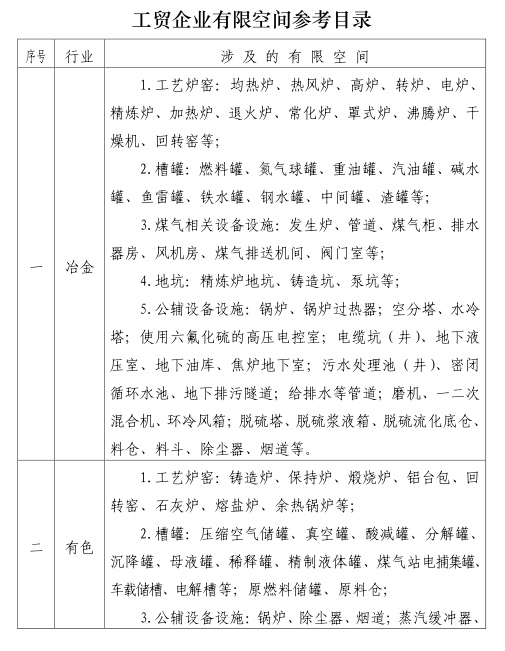 工贸企业有限空间参考目录
序号 行业 涉及的有限空间
1.工艺炉窑：均热炉、热风炉、高炉、转炉、电炉、
精炼炉、加热炉、退火炉、常化炉、罩式炉、沸腾炉、干
燥机、回转窑等；
2.槽罐：燃料罐、氮气球罐、重油罐、汽油罐、碱水
罐、鱼雷罐、铁水罐、钢水罐、中间罐、渣罐等；
3.煤气相关设备设施：发生炉、管道、煤气柜、排水
器房、风机房、煤气排送机间、阀门室等；
一 冶金
4.地坑：精炼炉地坑、铸造坑、泵坑等；
5.公辅设备设施：锅炉、锅炉过热器；空分塔、水冷
塔；使用六氟化硫的高压电控室；电缆坑（井）、地下液
压室、地下油库、焦炉地下室；污水处理池（井）、密闭
循环水池、地下排污隧道；给排水等管道；磨机、一二次
混合机、环冷风箱；脱硫塔、脱硫浆液箱、脱硫流化底仓、
料仓、料斗、除尘器、烟道等。
1.工艺炉窑：铸造炉、保持炉、煅烧炉、铝台包、回
转窑、石灰炉、熔盐炉、余热锅炉等；
2.槽罐：压缩空气储罐、真空罐、酸减罐、分解罐、
二 有色
沉降罐、母液罐、稀释罐、精制液体罐、煤气站电捕集罐、
车载储槽、电解槽等；原燃料储罐、原料仓；
3.公辅设备设施：锅炉、除尘器、烟道；蒸汽缓冲器、